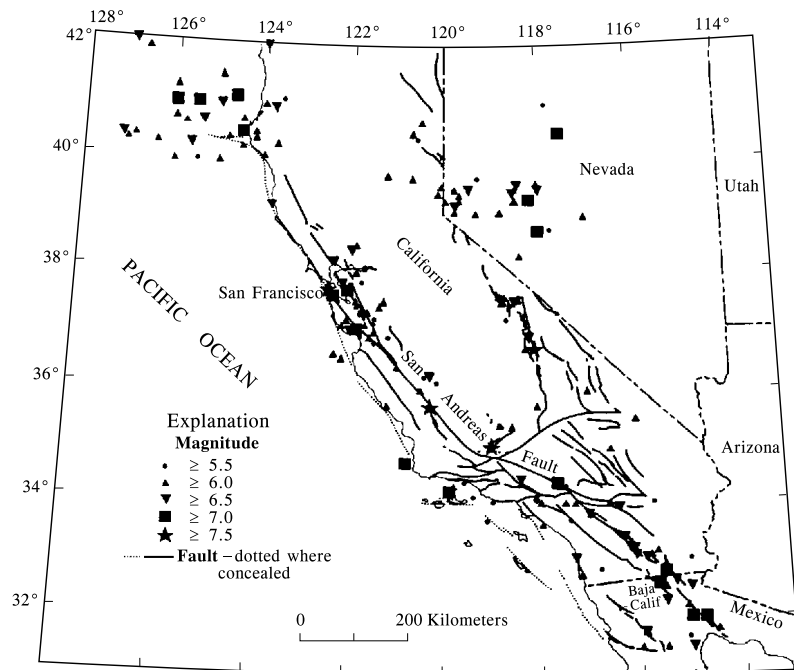 128°
126°
124°
122°
120°
118°
116°
114°
42°
40°
38°
36°
34°
32°
Nevada
Utah
California
PACIFIC OCEAN
San Francisco
San Andreas Fault
Arizona
Explanation
Magnitude
≥ 5.5
≥ 6.0
≥ 6.5
≥ 7.0
≥ 7.5
Fault – dotted where
concealed
Baja
Calif
Mexico
0 200 Kilometers